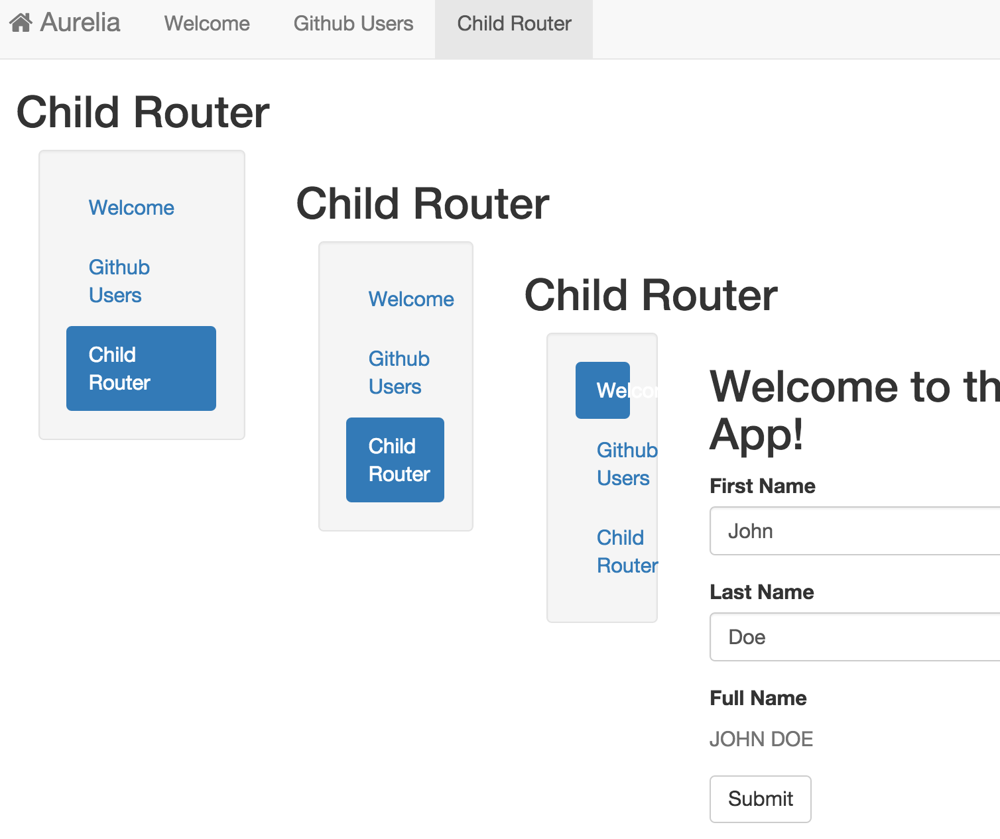 Aurelia Welcome Github Users Child Router
Child Router
Welcome
Github
Users
Child
Router
Child Router
Welcome
Github
Users
Child
Router
Child Router
Github
Users
Child
Router
Welcome to
App!
First Name
John
Last Name
Doe
Full Name
JOHN DOE
Submit